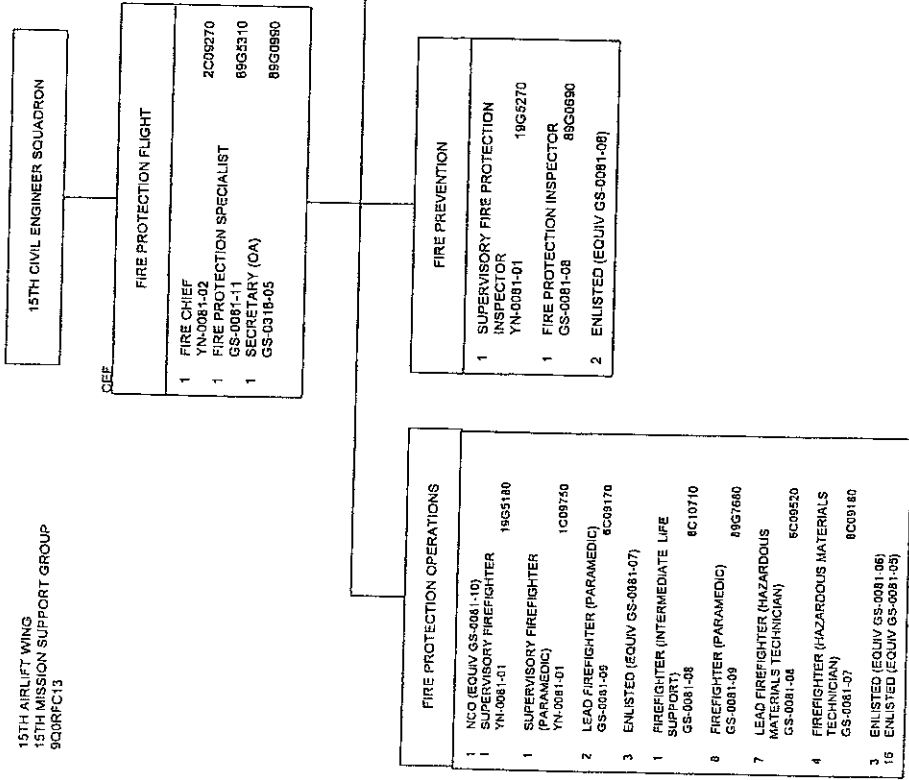 15TH AIRLIFT WING
15TH MISSION SUPPORT GROUP
9Q0RFC13
15TH CIVIL ENGINEER SQUADRON
CEF
FIRE PROTECTION FLIGHT
1 FIRE CHIEF
YN-0081-02 2C09270
1 FIRE PROTECTION SPECIALIST
GS-0081-11 89G5310
1 SECRETARY (OA)
GS-0318-05 89G0990
FIRE PROTECTION OPERATIONS
1 NCO (EQUIV GS-0081-10)
1 SUPERVISORY FIREFIGHTER
YN-0081-01 19G5180
1 SUPERVISORY FIREFIGHTER
(PARAMEDIC)
YN-0081-01 1C09750
2 LEAD FIREFIGHTER (PARAMEDIC)
GS-0081-09 6C09170
3 ENLISTED (EQUIV GS-0081-07)
1 FIREFIGHTER (INTERMEDIATE LIFE
SUPPORT)
GS-0081-08 8C10710
8 FIREFIGHTER (PARAMEDIC)
GS-0081-09 89G7680
7 LEAD FIREFIGHTER (HAZARDOUS
MATERIALS TECHNICIAN)
GS-0081-08 6C09520
4 FIREFIGHTER (HAZARDOUS MATERIALS
TECHNICIAN)
GS-0081-07 8C09180
3 ENLISTED (EQUIV GS-0081-06)
16 ENLISTED (EQUIV GS-0081-05)
FIRE PREVENTION
1 SUPERVISORY FIRE PROTECTION
INSPECTOR
YN-0081-01 19G5270
1 FIRE PROTECTION INSPECTOR
GS-0081-08 89G0690
2 ENLISTED (EQUIV GS-0081-08)